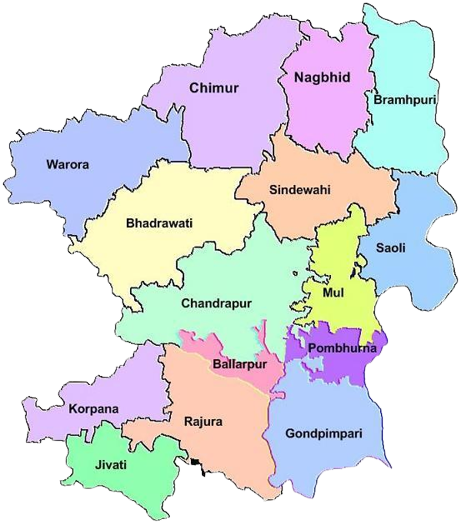 Chimur
Nagbhid
Bramhpuri
Warora
Sindewahi
Bhadrawati
Saoli
Mul
Chandrapur
Pombhurna
Ballarpur
Korpana
Rajura
Gondpimpari
Jivati